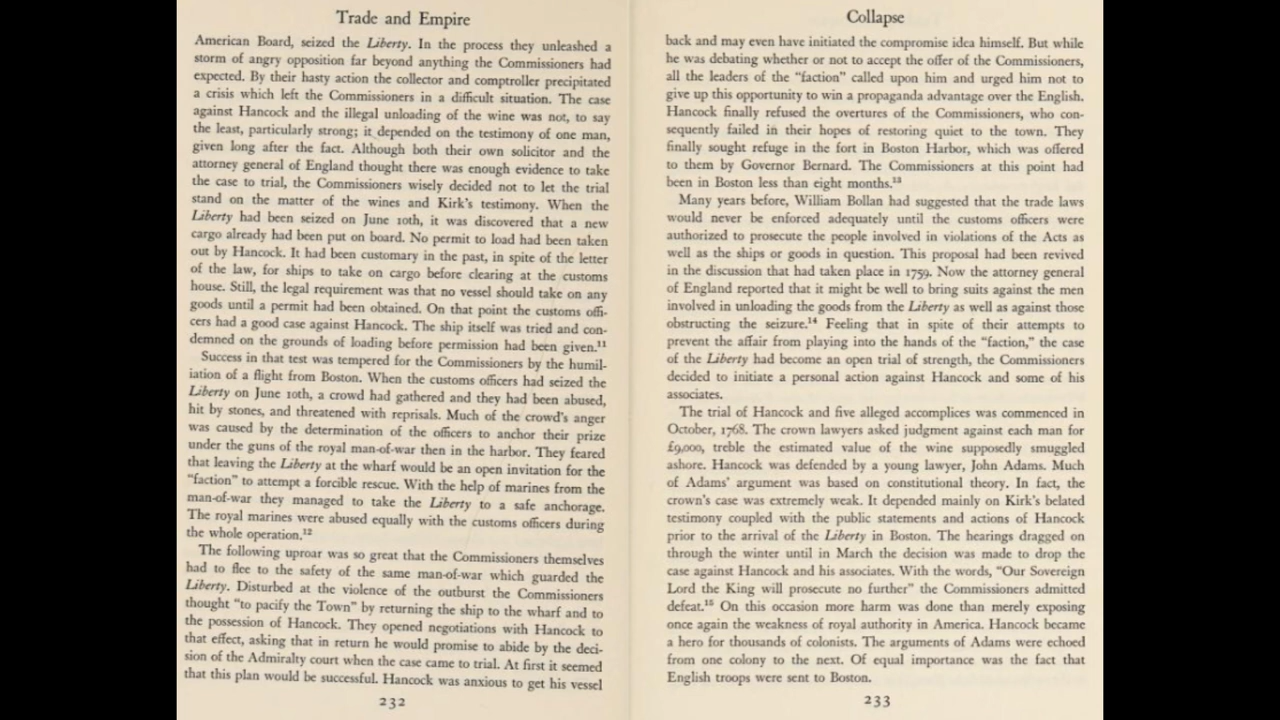 Trade and Empire
American Board, seized the Liberty. In the process they unleashed a
storm of angry opposition far beyond anything the Commissioners had
expected. By their hasty action the collector and comptroller precipitated
a crisis which left the Commissioners in a difficult situation. The case
against Hancock and the illegal unloading of the wine was not, to say
the least, particularly strong; it depended on the testimony of one man,
given long after the fact. Although both their own solicitor and the
attorney general of England thought there was enough evidence to take
the case to trial, the Commissioners wisely decided not to let the trial
stand on the matter of the wines and Kirk's testimony. When the
Liberty had been seized on June 10th, it was discovered that a new
cargo already had been put on board. No permit to load had been taken
out by Hancock. It had been customary in the past, in spite of the letter
of the law, for ships to take on cargo before clearing at the customs
house. Still, the legal requirement was that no vessel should take on any
goods until a permit had been obtained. On that point the customs offi-
cers had a good case against Hancock. The ship itself was tried and con-
demned on the grounds of loading before permission had been given.¹¹
Success in that test was tempered for the Commissioners by the humil-
iation of a flight from Boston. When the customs officers had seized the
Liberty on June 10th, a crowd had gathered and they had been abused,
hit by stones, and threatened with reprisals. Much of the crowd's anger
was caused by the determination of the officers to anchor their prize
under the guns of the royal man-of-war then in the harbor. They feared
that leaving the Liberty at the wharf would be an open invitation for the
"faction" to attempt a forcible rescue. With the help of marines from the
man-of-war they managed to take the Liberty to a safe anchorage.
The royal marines were abused equally with the customs officers during
the whole operation.¹²
The following uproar was so great that the Commissioners themselves
had to flee to the safety of the same man-of-war which guarded the
Liberty. Disturbed at the violence of the outburst the Commissioners
thought "to pacify the Town" by returning the ship to the wharf and to
the possession of Hancock. They opened negotiations with Hancock to
that effect, asking that in return he would promise to abide by the deci-
sion of the Admiralty court when the case came to trial. At first it seemed
that this plan would be successful. Hancock was anxious to get his vessel
232
Collapse
back and may even have initiated the compromise idea himself. But while
he was debating whether or not to accept the offer of the Commissioners,
all the leaders of the "faction" called upon him and urged him not to
give up this opportunity to win a propaganda advantage over the English.
Hancock finally refused the overtures of the Commissioners, who con-
sequently failed in their hopes of restoring quiet to the town. They
finally sought refuge in the fort in Boston Harbor, which was offered
to them by Governor Bernard. The Commissioners at this point had
been in Boston less than eight months.¹³
Many years before, William Bollan had suggested that the trade laws
would never be enforced adequately until the customs officers were
authorized to prosecute the people involved in violations of the Acts as
well as the ships or goods in question. This proposal had been revived
in the discussion that had taken place in 1759. Now the attorney general
of England reported that it might be well to bring suits against the men
involved in unloading the goods from the Liberty as well as against those
obstructing the seizure.¹⁴ Feeling that in spite of their attempts to
prevent the affair from playing into the hands of the "faction," the case
of the Liberty had become an open trial of strength, the Commissioners
decided to initiate a personal action against Hancock and some of his
associates.
The trial of Hancock and five alleged accomplices was commenced in
October, 1768. The crown lawyers asked judgment against each man for
£9,000, treble the estimated value of the wine supposedly smuggled
ashore. Hancock was defended by a young lawyer, John Adams. Much
of Adams' argument was based on constitutional theory. In fact, the
crown's case was extremely weak. It depended mainly on Kirk's belated
testimony coupled with the public statements and actions of Hancock
prior to the arrival of the Liberty in Boston. The hearings dragged on
through the winter until in March the decision was made to drop the
case against Hancock and his associates. With the words, "Our Sovereign
Lord the King will prosecute no further" the Commissioners admitted
defeat.¹⁵ On this occasion more harm was done than merely exposing
once again the weakness of royal authority in America. Hancock became
a hero for thousands of colonists. The arguments of Adams were echoed
from one colony to the next. Of equal importance was the fact that
English troops were sent to Boston.
233